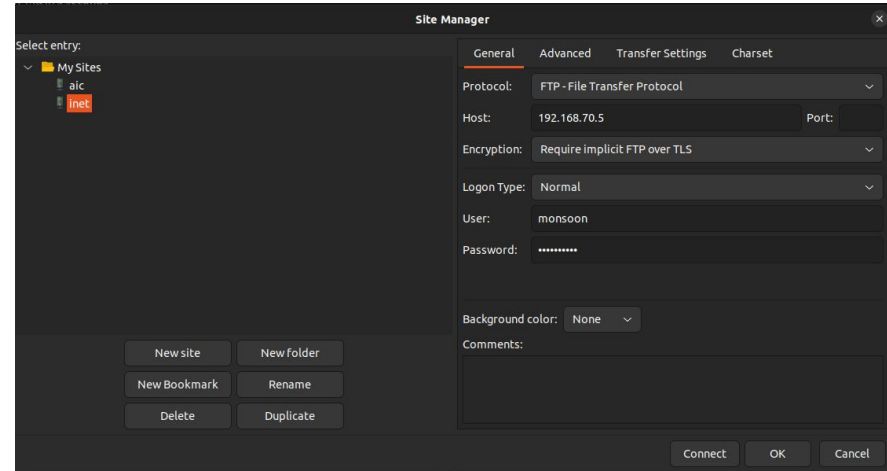 Site Manager
Select entry:
My Sites
aic
inet
New site New folder
New Bookmark Rename
Delete Duplicate
General Advanced Transfer Settings Charset
Protocol: FTP - File Transfer Protocol
Host: 192.168.70.5 Port:
Encryption: Require implicit FTP over TLS
Logon Type: Normal
User: monsoon
Password: ••••••••••
Background color: None
Comments:
Connect OK Cancel